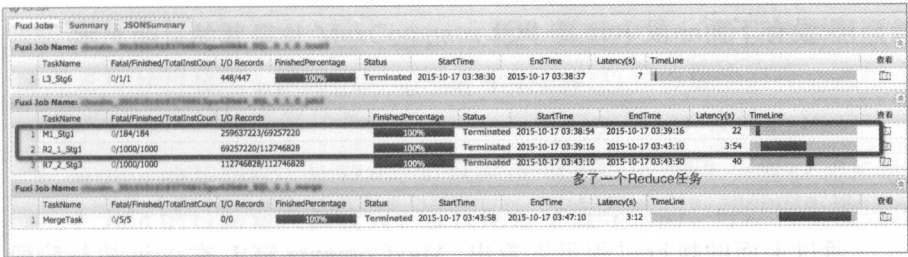 Fuxi Jobs Summary JSONSummary
Fuxi Job Name:
TaskName Fatal/Finished/TotalInstCoun I/O Records FinishedPercentage Status StartTime EndTime Latency(s) TimeLine 查看
1 L3_Stg6 0/1/1 448/447 100% Terminated 2015-10-17 03:38:30 2015-10-17 03:38:37 7
Fuxi Job Name:
TaskName Fatal/Finished/TotalInstCoun I/O Records FinishedPercentage Status StartTime EndTime Latency(s) TimeLine 查看
1 M1_Stg1 0/184/184 259637223/69257220 100% Terminated 2015-10-17 03:38:54 2015-10-17 03:39:16 22
2 R2_1_Stg1 0/1000/1000 69257220/112746828 100% Terminated 2015-10-17 03:39:16 2015-10-17 03:43:10 3:54
3 R7_2_Stg3 0/1000/1000 112746828/112746828 100% Terminated 2015-10-17 03:43:10 2015-10-17 03:43:50 40
多了一个Reduce任务
Fuxi Job Name:
TaskName Fatal/Finished/TotalInstCoun I/O Records FinishedPercentage Status StartTime EndTime Latency(s) TimeLine 查看
1 MergeTask 0/5/5 0/0 100% Terminated 2015-10-17 03:43:58 2015-10-17 03:47:10 3:12